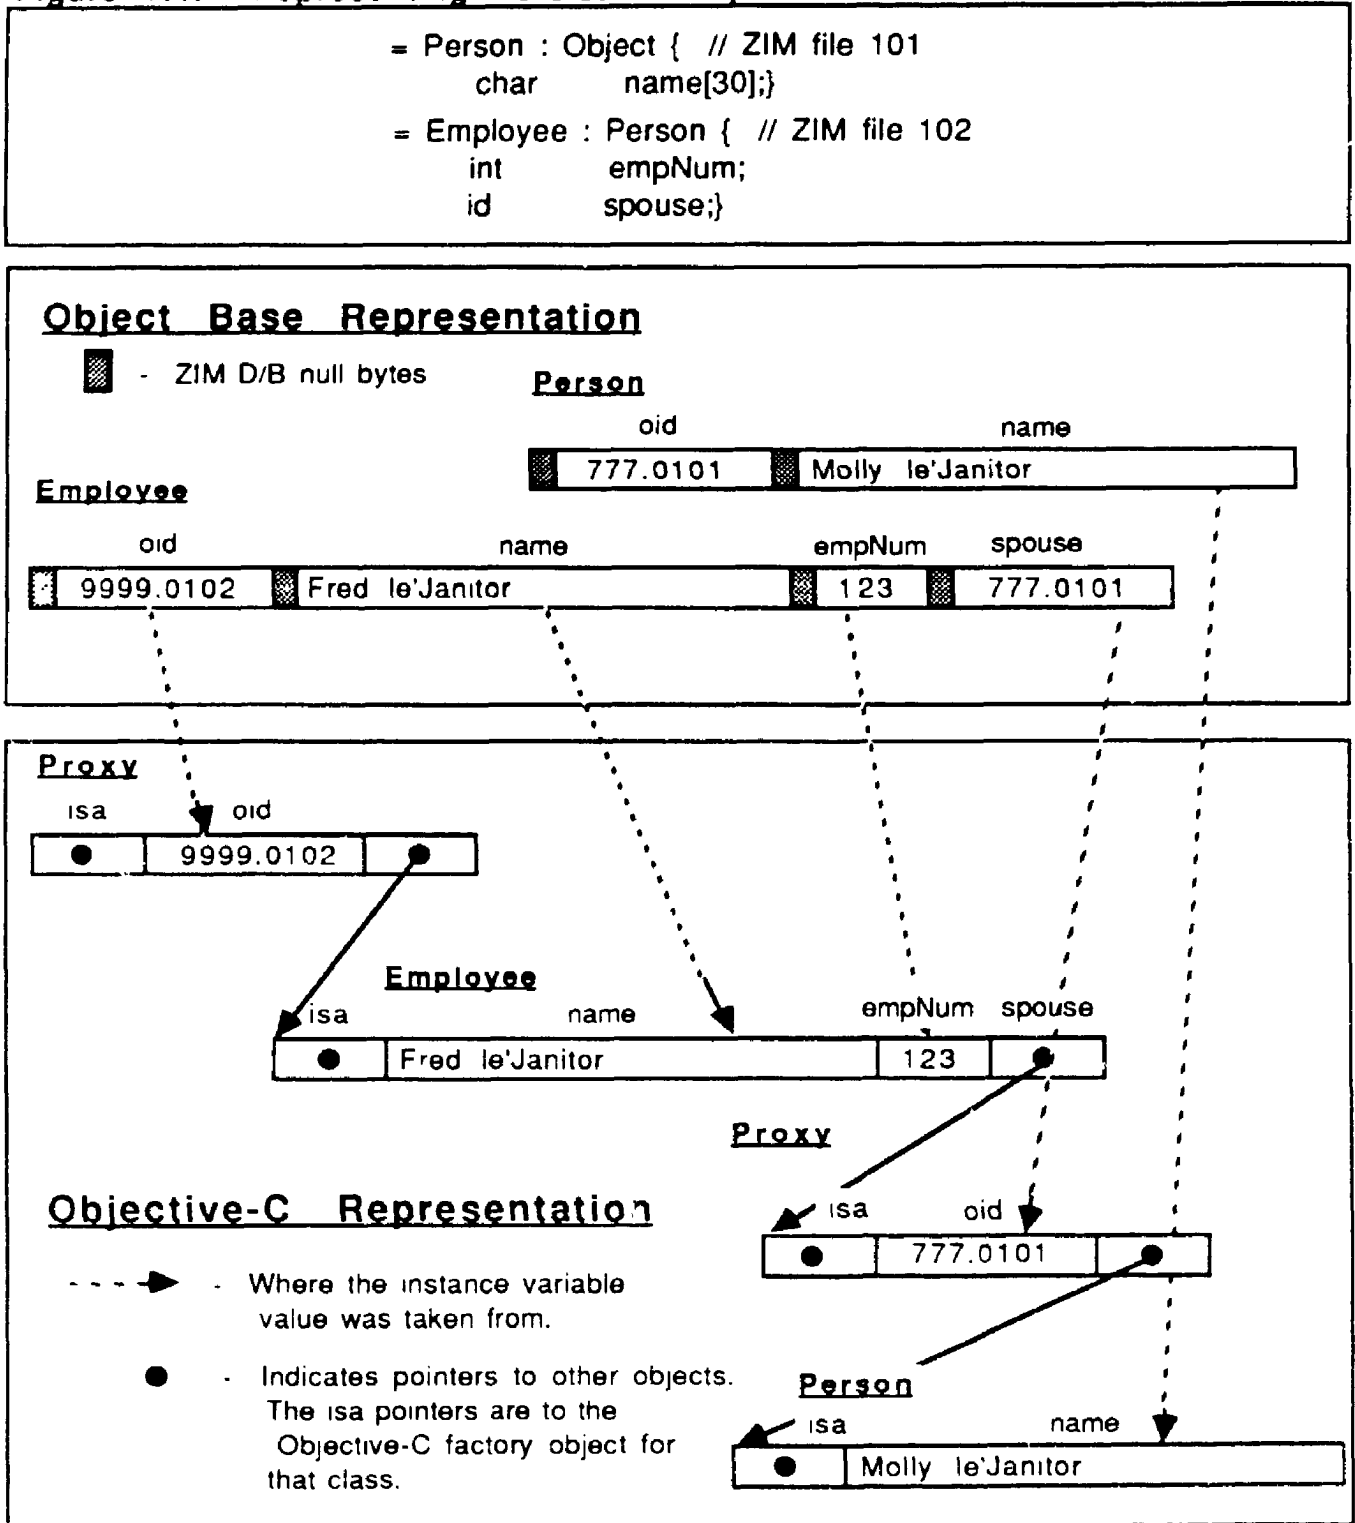 = Person : Object { // ZIM file 101
char name[30];}
= Employee : Person { // ZIM file 102
int empNum;
id spouse;}
Object Base Representation
- ZIM D/B null bytes
Person
oid name
777.0101 Molly le'Janitor
Employee
oid name empNum spouse
9999.0102 Fred le'Janitor 123 777.0101
Proxy
isa oid
9999.0102
Employee
isa name empNum spouse
Fred le'Janitor 123
Proxy
Objective-C Representation
isa oid
777.0101
- Where the instance variable
value was taken from.
- Indicates pointers to other objects.
The isa pointers are to the
Objective-C factory object for
that class.
Person
isa name
Molly le'Janitor